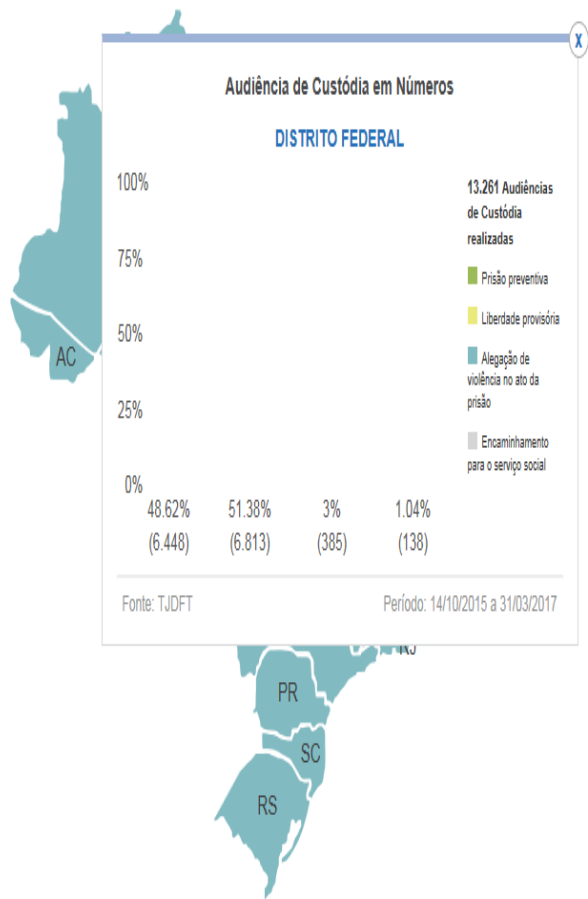 X
Audiência de Custódia em Números
DISTRITO FEDERAL
100%
75%
50%
25%
0%
13.261 Audiências
de Custódia
realizadas
Prisão preventiva
Liberdade provisória
Alegação de
violência no ato da
prisão
Encaminhamento
para o serviço social
48.62% 51.38% 3% 1.04%
(6.448) (6.813) (385) (138)
Fonte: TJDFT Período: 14/10/2015 a 31/03/2017
AC
RJ
PR
SC
RS